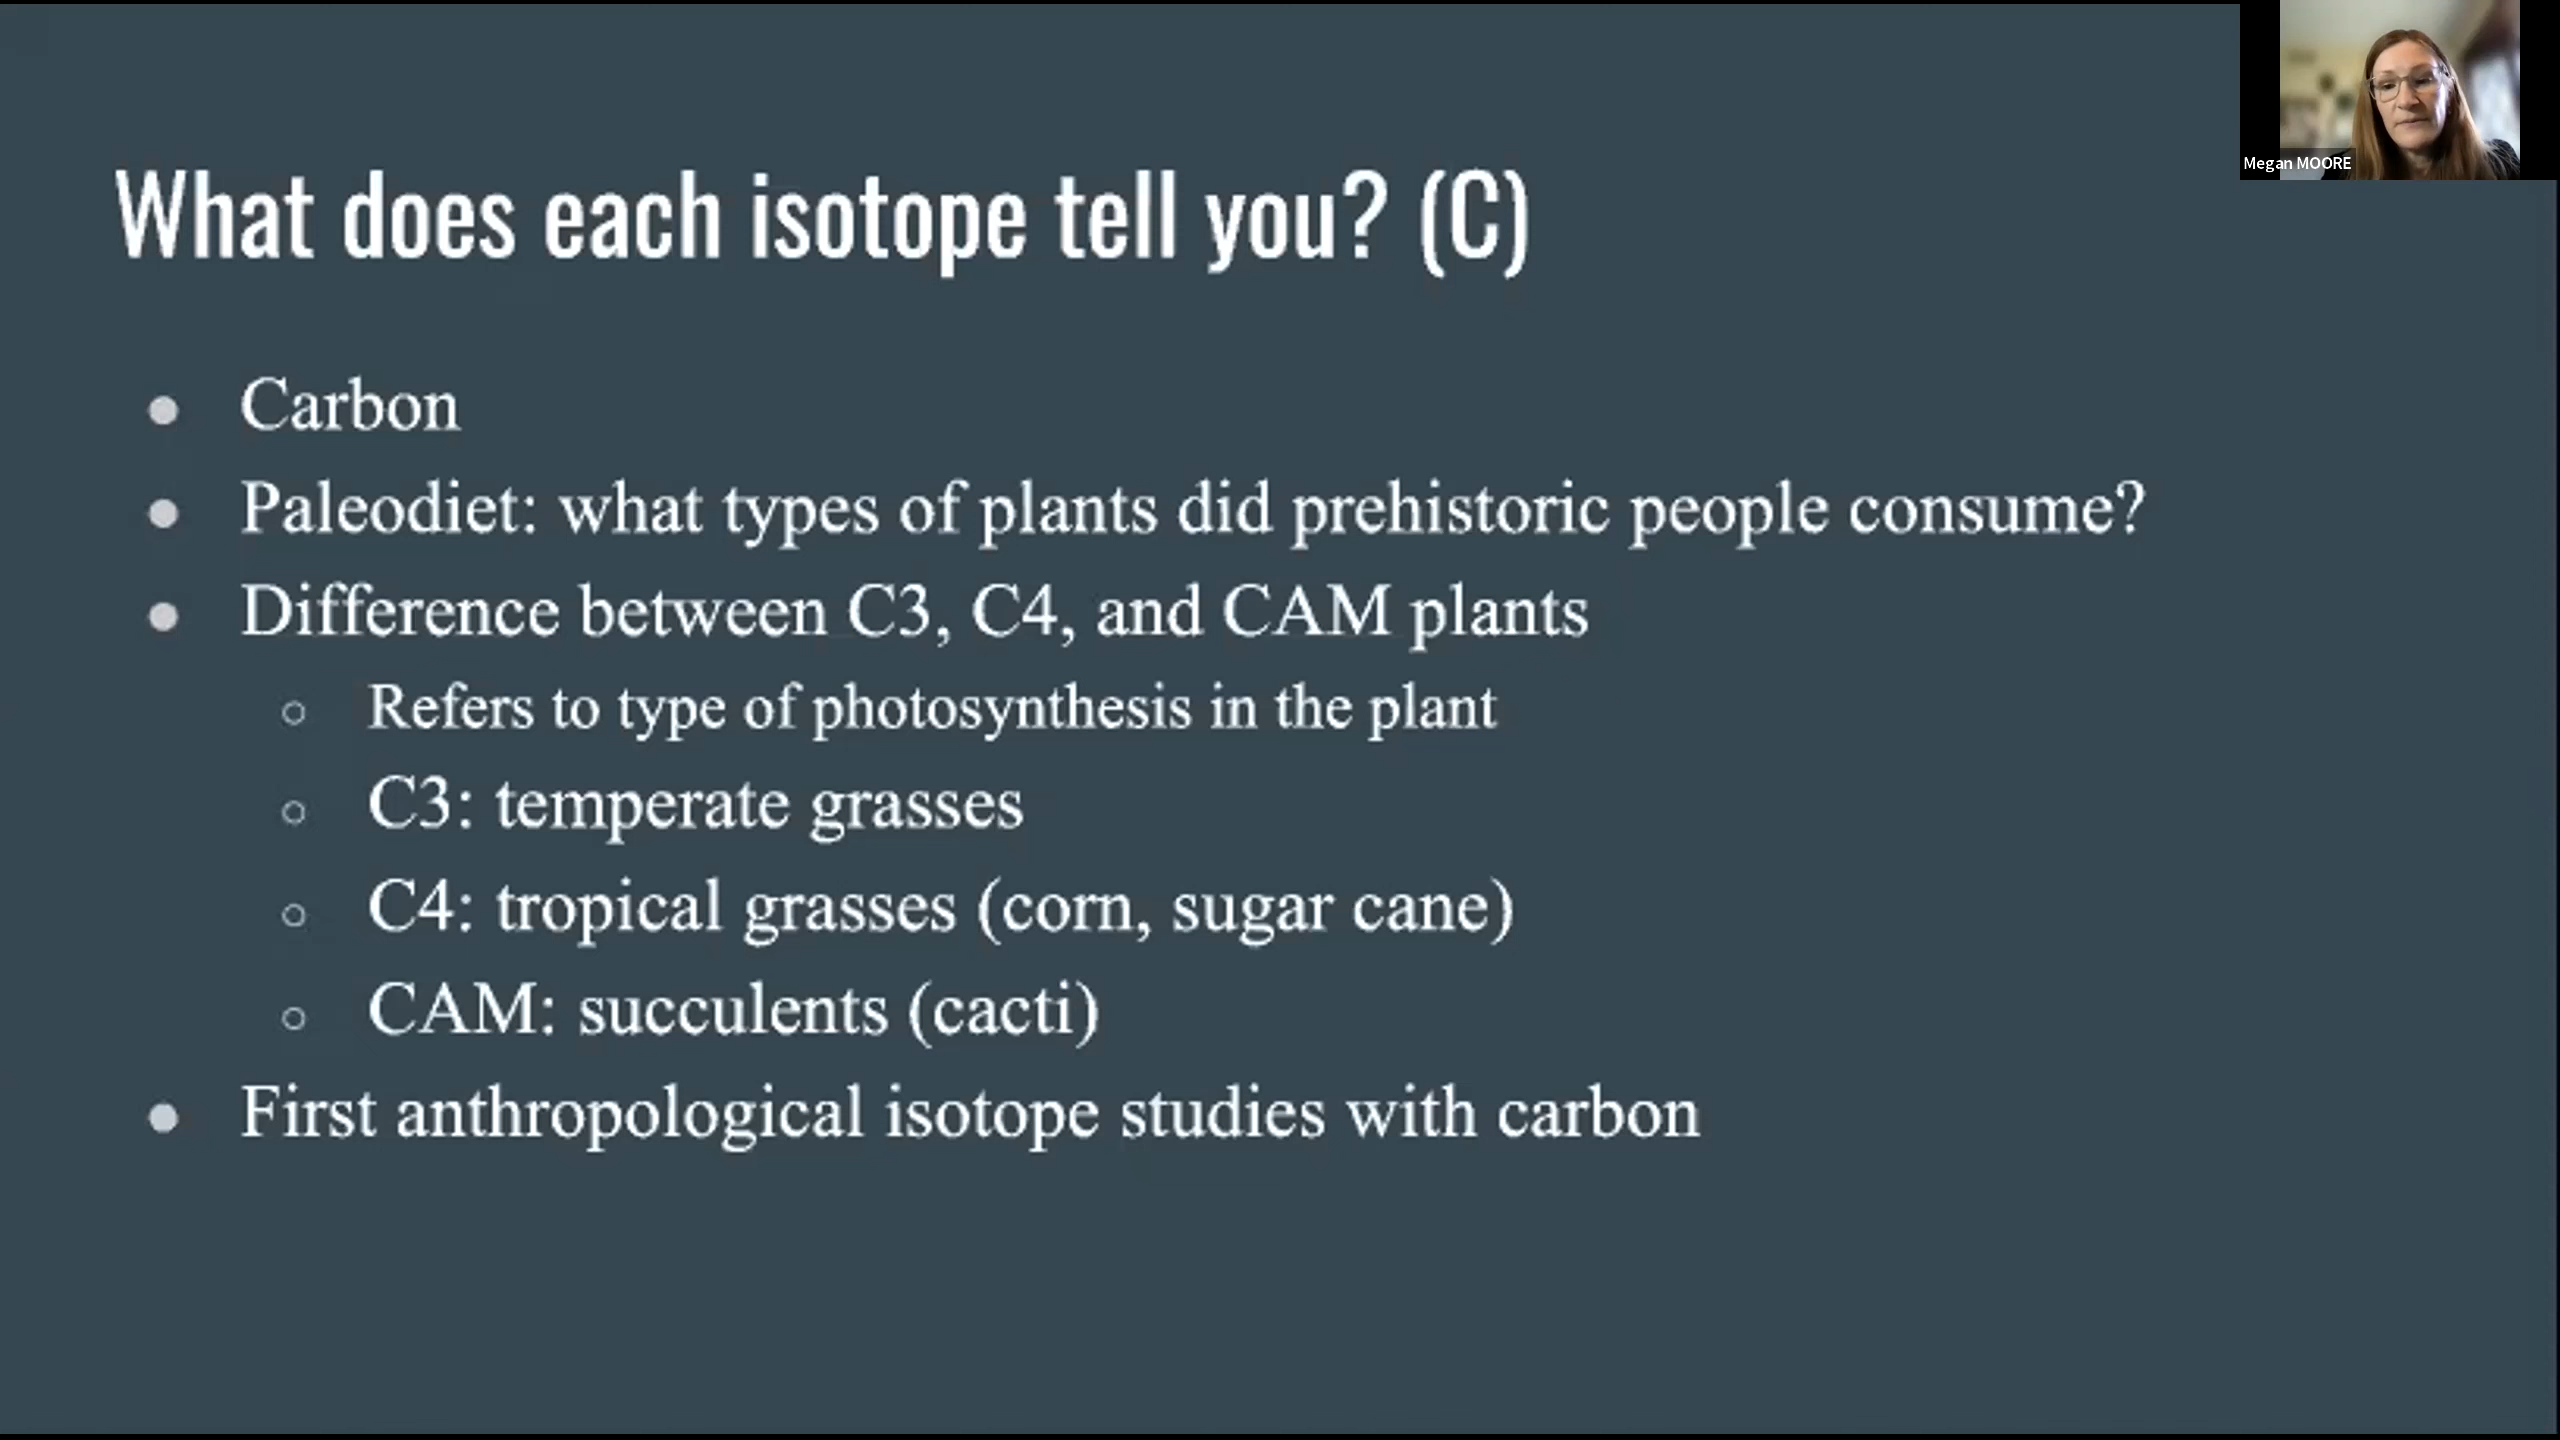 Megan MOORE
What does each isotope tell you? (C)
● Carbon
● Paleodiet: what types of plants did prehistoric people consume?
● Difference between C3, C4, and CAM plants
○ Refers to type of photosynthesis in the plant
○ C3: temperate grasses
○ C4: tropical grasses (corn, sugar cane)
○ CAM: succulents (cacti)
● First anthropological isotope studies with carbon